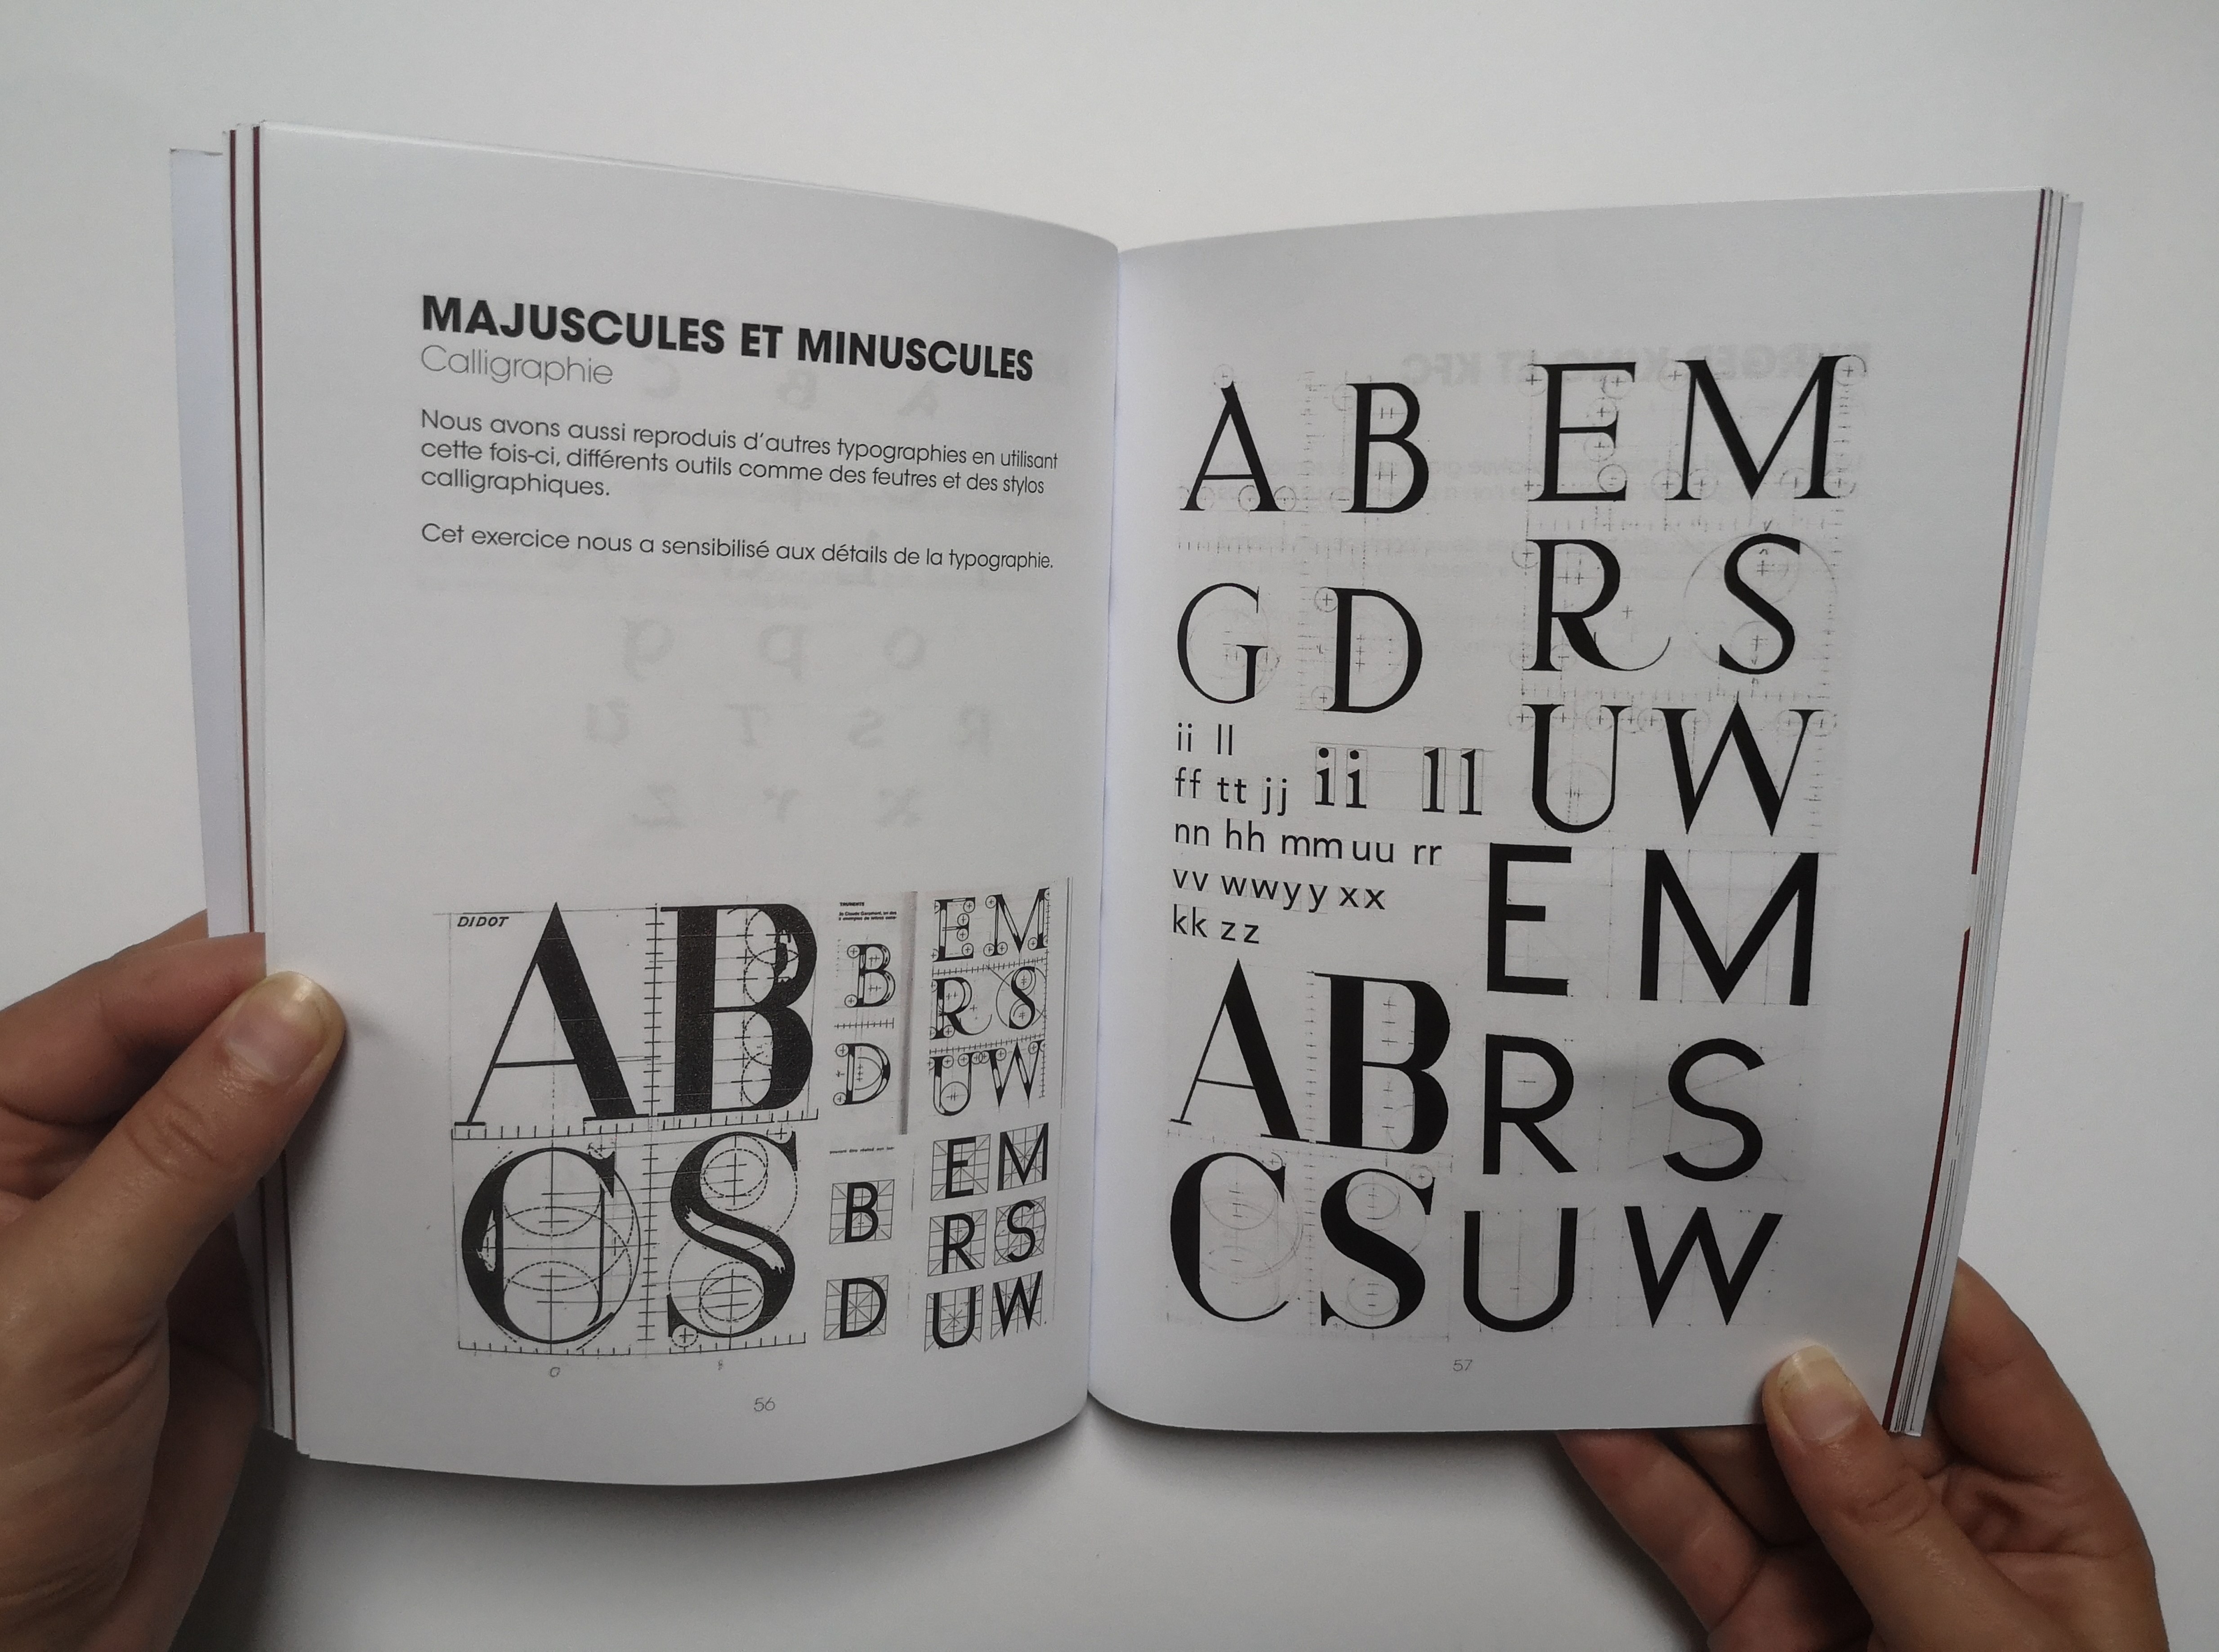 MAJUSCULES ET MINUSCULES
Calligraphie
Nous avons aussi reproduis d'autres typographies en utilisant
cette fois-ci, différents outils comme des feutres et des stylos
calligraphiques.
Cet exercice nous a sensibilisé aux détails de la typographie.
DIDOT
A B
C S
B
D
E M
R S
U W
B
D
E M
R S
U W
56
A B
G D
E M
R S
U W
ii ll
ff tt jj
nn hh mm uu rr
vv ww yy xx
kk zz
ii ll
A B
C S
E M
R S
U W
57